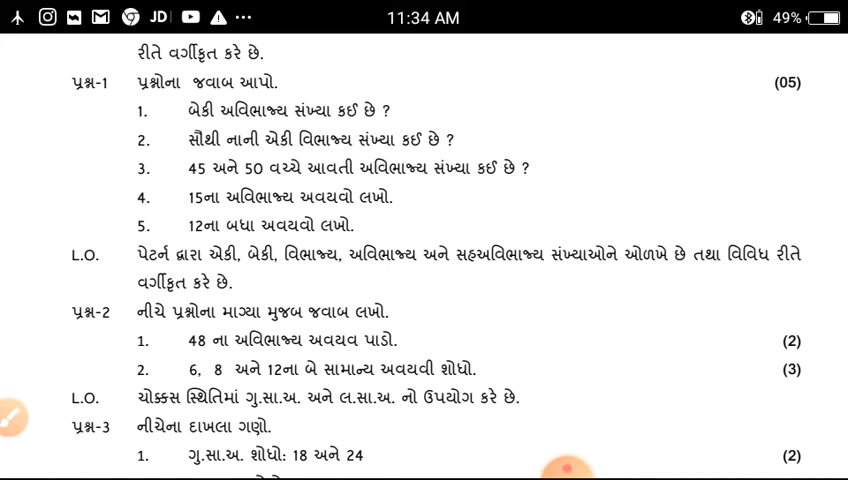 JD 11:34 AM 49%
રીતે વર્ગીકૃત કરે છે.
પ્રશ્ન-1 પ્રશ્નોના જવાબ આપો. (05)
1. બેકી અવિભાજ્ય સંખ્યા કઈ છે ?
2. સૌથી નાની એકી વિભાજ્ય સંખ્યા કઈ છે ?
3. 45 અને 50 વચ્ચે આવતી અવિભાજ્ય સંખ્યા કઈ છે ?
4. 15ના અવિભાજ્ય અવયવો લખો.
5. 12ના બધા અવયવો લખો.
L.O. પેટર્ન દ્વારા એકી, બેકી, વિભાજ્ય, અવિભાજ્ય અને સહઅવિભાજ્ય સંખ્યાઓને ઓળખે છે તથા વિવિધ રીતે
વર્ગીકૃત કરે છે.
પ્રશ્ન-2 નીચે પ્રશ્નોના માગ્યા મુજબ જવાબ લખો.
1. 48 ના અવિભાજ્ય અવયવ પાડો. (2)
2. 6, 8 અને 12ના બે સામાન્ય અવયવી શોધો. (3)
L.O. ચોક્કસ સ્થિતિમાં ગુ.સા.અ. અને લ.સા.અ. નો ઉપયોગ કરે છે.
પ્રશ્ન-3 નીચેના દાખલા ગણો.
1. ગુ.સા.અ. શોધો: 18 અને 24 (2)